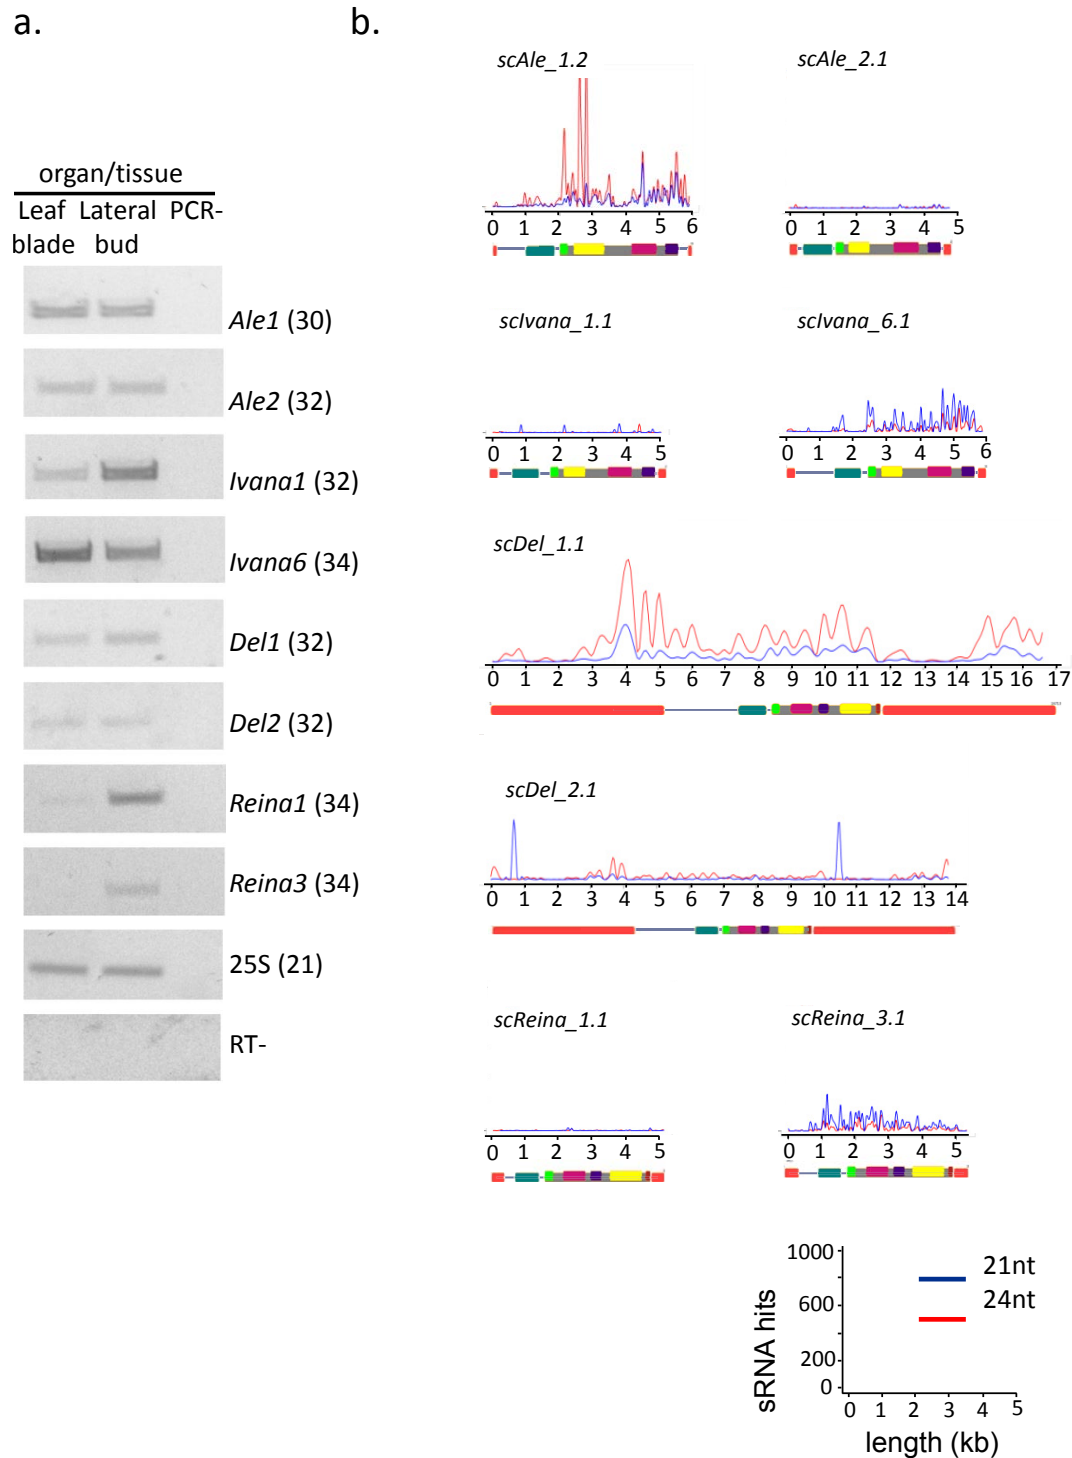 a.
organ/tissue
Leaf Lateral PCR-
blade bud
Ale1 (30)
Ale2 (32)
Ivana1 (32)
Ivana6 (34)
Del1 (32)
Del2 (32)
Reina1 (34)
Reina3 (34)
25S (21)
RT-
b.
scAle_1.2
0 1 2 3 4 5 6
scAle_2.1
0 1 2 3 4 5
scIvana_1.1
0 1 2 3 4 5
scIvana_6.1
0 1 2 3 4 5 6
scDel_1.1
0 1 2 3 4 5 6 7 8 9 10 11 12 13 14 15 16 17
scDel_2.1
0 1 2 3 4 5 6 7 8 9 10 11 12 13 14
scReina_1.1
0 1 2 3 4 5
scReina_3.1
0 1 2 3 4 5
1000
600
200
0
sRNA hits
21nt
24nt
0 1 2 3 4 5
length (kb)